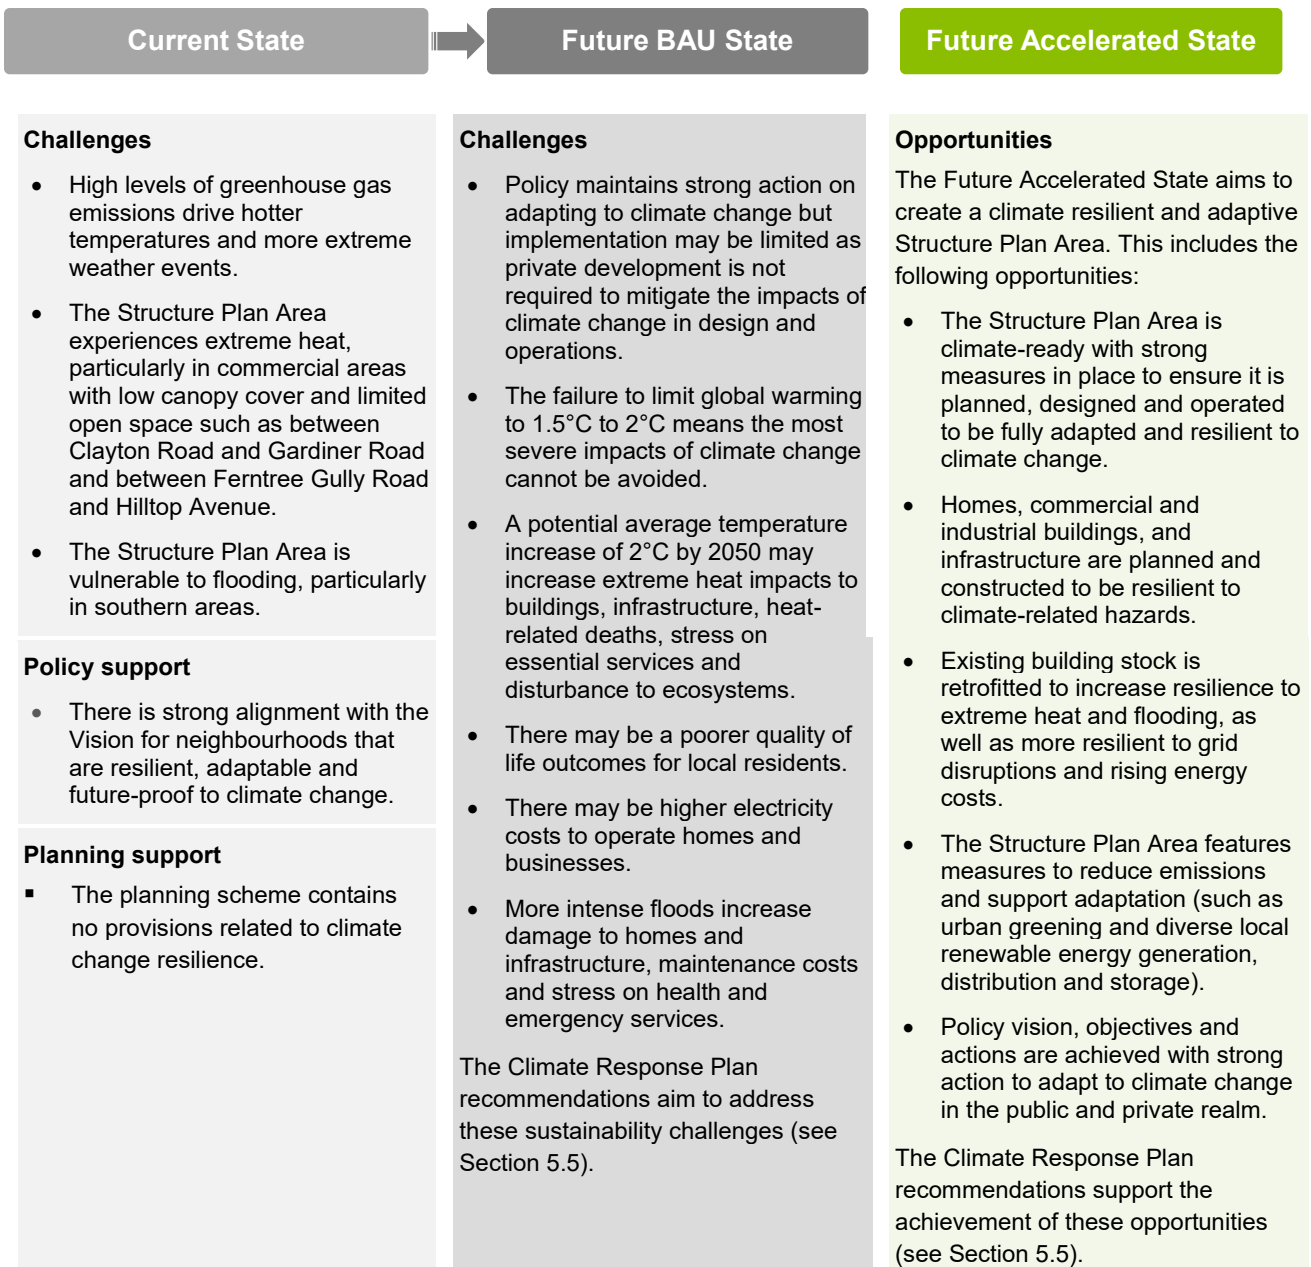 Current State
Future BAU State
Future Accelerated State
Challenges
• High levels of greenhouse gas
emissions drive hotter
temperatures and more extreme
weather events.
• The Structure Plan Area
experiences extreme heat,
particularly in commercial areas
with low canopy cover and limited
open space such as between
Clayton Road and Gardiner Road
and between Ferntree Gully Road
and Hilltop Avenue.
• The Structure Plan Area is
vulnerable to flooding, particularly
in southern areas.
Policy support
• There is strong alignment with the
Vision for neighbourhoods that
are resilient, adaptable and
future-proof to climate change.
Planning support
▪ The planning scheme contains
no provisions related to climate
change resilience.
Challenges
• Policy maintains strong action on
adapting to climate change but
implementation may be limited as
private development is not
required to mitigate the impacts of
climate change in design and
operations.
• The failure to limit global warming
to 1.5°C to 2°C means the most
severe impacts of climate change
cannot be avoided.
• A potential average temperature
increase of 2°C by 2050 may
increase extreme heat impacts to
buildings, infrastructure, heat-
related deaths, stress on
essential services and
disturbance to ecosystems.
• There may be a poorer quality of
life outcomes for local residents.
• There may be higher electricity
costs to operate homes and
businesses.
• More intense floods increase
damage to homes and
infrastructure, maintenance costs
and stress on health and
emergency services.
The Climate Response Plan
recommendations aim to address
these sustainability challenges (see
Section 5.5).
Opportunities
The Future Accelerated State aims to
create a climate resilient and adaptive
Structure Plan Area. This includes the
following opportunities:
• The Structure Plan Area is
climate-ready with strong
measures in place to ensure it is
planned, designed and operated
to be fully adapted and resilient to
climate change.
• Homes, commercial and
industrial buildings, and
infrastructure are planned and
constructed to be resilient to
climate-related hazards.
• Existing building stock is
retrofitted to increase resilience to
extreme heat and flooding, as
well as more resilient to grid
disruptions and rising energy
costs.
• The Structure Plan Area features
measures to reduce emissions
and support adaptation (such as
urban greening and diverse local
renewable energy generation,
distribution and storage).
• Policy vision, objectives and
actions are achieved with strong
action to adapt to climate change
in the public and private realm.
The Climate Response Plan
recommendations support the
achievement of these opportunities
(see Section 5.5).